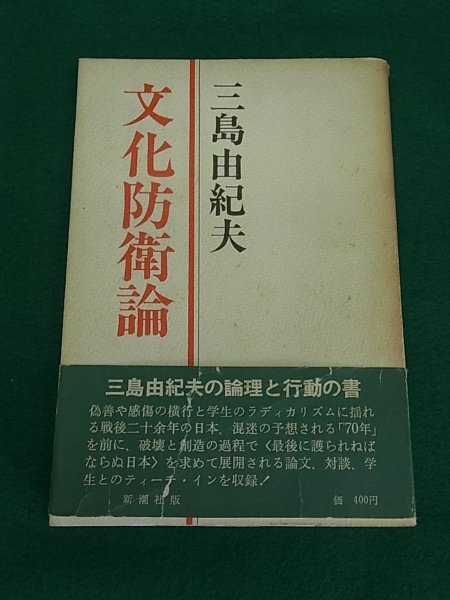 三島由紀夫
文化防衛論
三島由紀夫の論理と行動の書
偽善や感傷の横行と学生のラディカリズムに揺れ
る戦後二十余年の日本。混迷の予想される「70年」
を前に、破壊と創造の過程で〈最後に護られねば
ならぬ日本〉を求めて展開される論文、対談、学
生とのティーチ・インを収録！
新潮社版
価 400円